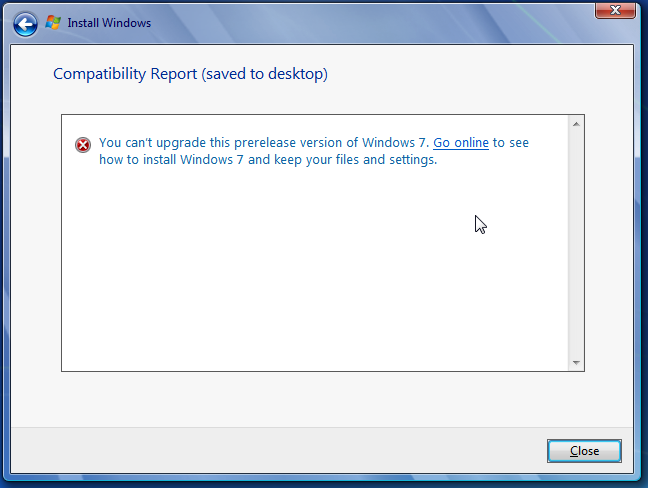 Install Windows
Compatibility Report (saved to desktop)
You can't upgrade this prerelease version of Windows 7. Go online to see
how to install Windows 7 and keep your files and settings.
Close